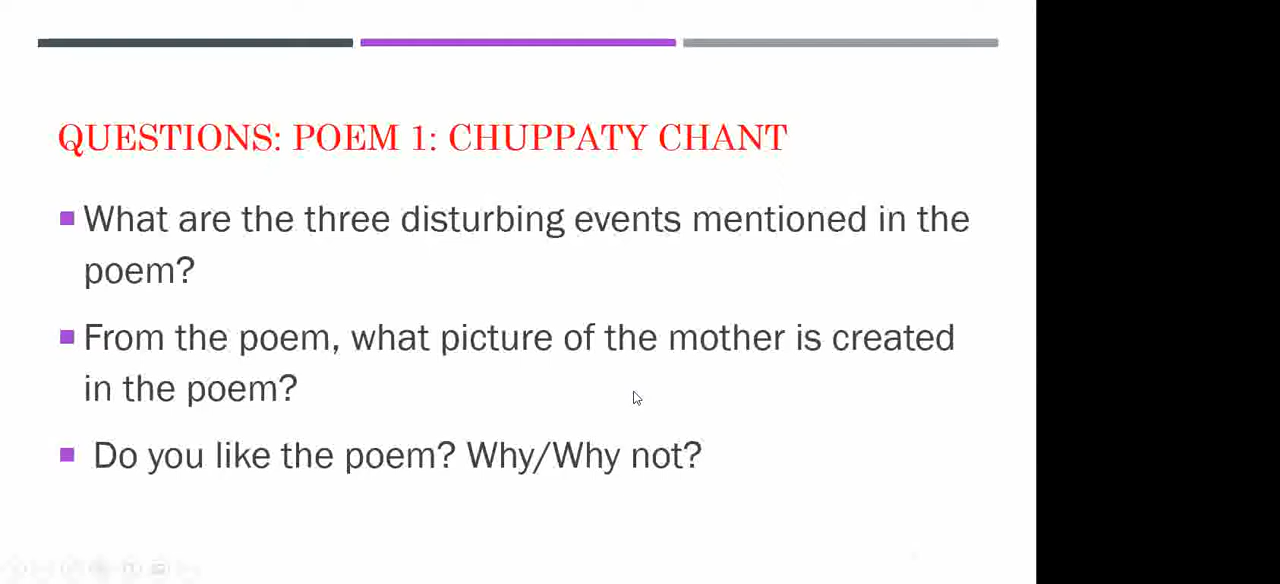 QUESTIONS: POEM 1: CHUPPATY CHANT
What are the three disturbing events mentioned in the
poem?
From the poem, what picture of the mother is created
in the poem?
Do you like the poem? Why/Why not?